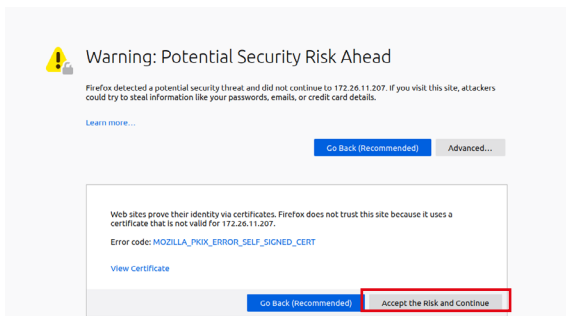 Warning: Potential Security Risk Ahead
Firefox detected a potential security threat and did not continue to 172.26.11.207. If you visit this site, attackers
could try to steal information like your passwords, emails, or credit card details.
Learn more…
Go Back (Recommended)
Advanced…
Web sites prove their identity via certificates. Firefox does not trust this site because it uses a
certificate that is not valid for 172.26.11.207.
Error code: MOZILLA_PKIX_ERROR_SELF_SIGNED_CERT
View Certificate
Go Back (Recommended)
Accept the Risk and Continue